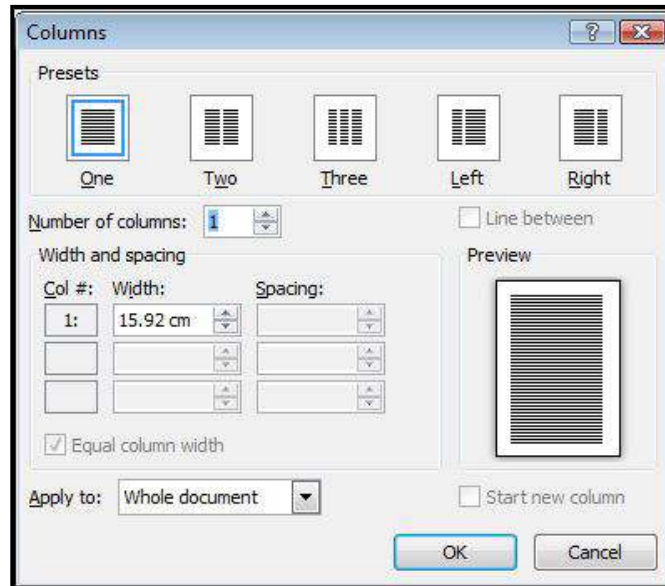 Columns
Presets
One Two Three Left Right
Number of columns: 1 Line between
Width and spacing Preview
Col #: Width: Spacing:
1: 15.92 cm
Equal column width
Apply to: Whole document Start new column
OK Cancel